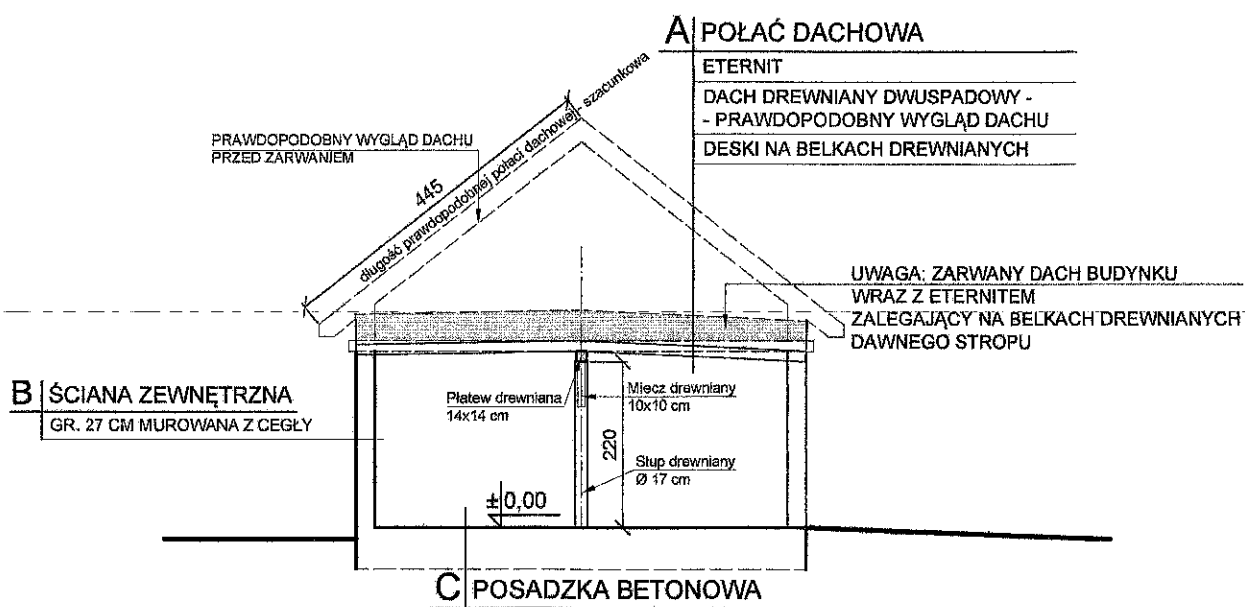 A POŁAĆ DACHOWA
ETERNIT
DACH DREWNIANY DWUSPADOWY -
- PRAWDOPODOBNY WYGLĄD DACHU
DESKI NA BELKACH DREWNIANYCH
PRAWDOPODOBNY WYGLĄD DACHU
PRZED ZARWANIEM
445
długość prawdopodobnej połaci dachowej - szacunkowa
UWAGA: ZARWANY DACH BUDYNKU
WRAZ Z ETERNITEM
ZALEGAJĄCY NA BELKACH DREWNIANYCH
DAWNEGO STROPU
B ŚCIANA ZEWNĘTRZNA
GR. 27 CM MUROWANA Z CEGŁY
Płatew drewniana
14x14 cm
Miecz drewniany
10x10 cm
220
Słup drewniany
Ø 17 cm
±0,00
C POSADZKA BETONOWA